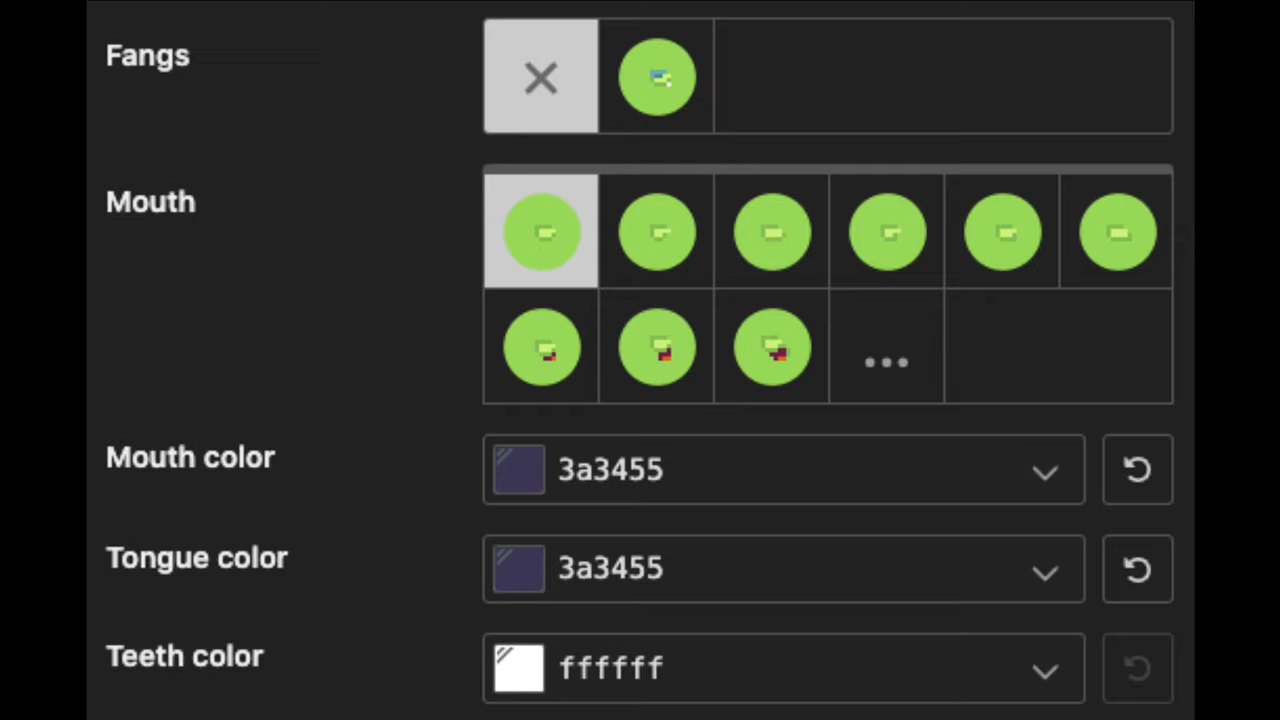 Fangs
Mouth
Mouth color
3a3455
Tongue color
3a3455
Teeth color
ffffff